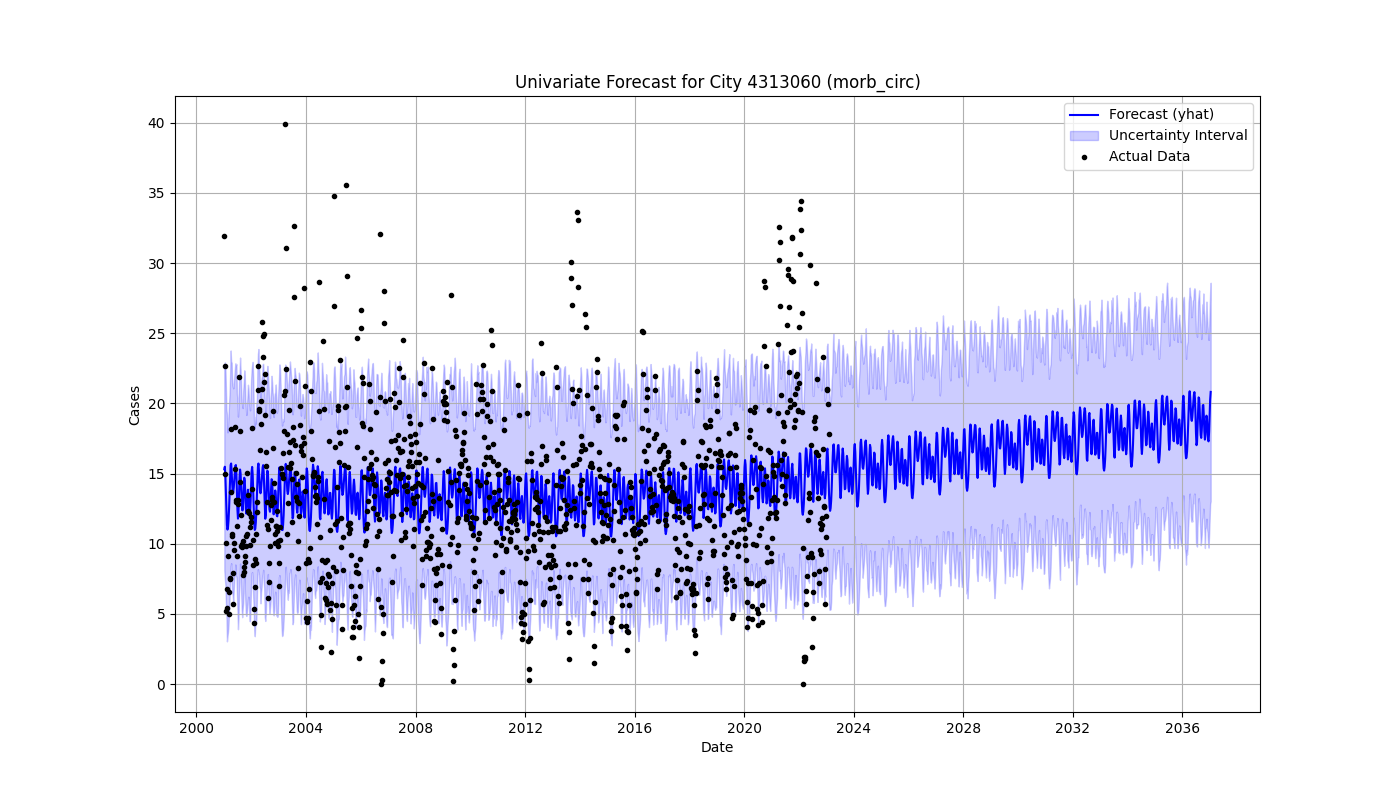 Univariate Forecast for City 4313060 (morb_circ)
Forecast (yhat)
Uncertainty Interval
Actual Data
Cases
40
35
30
25
20
15
10
5
0
2000 2004 2008 2012 2016 2020 2024 2028 2032 2036
Date